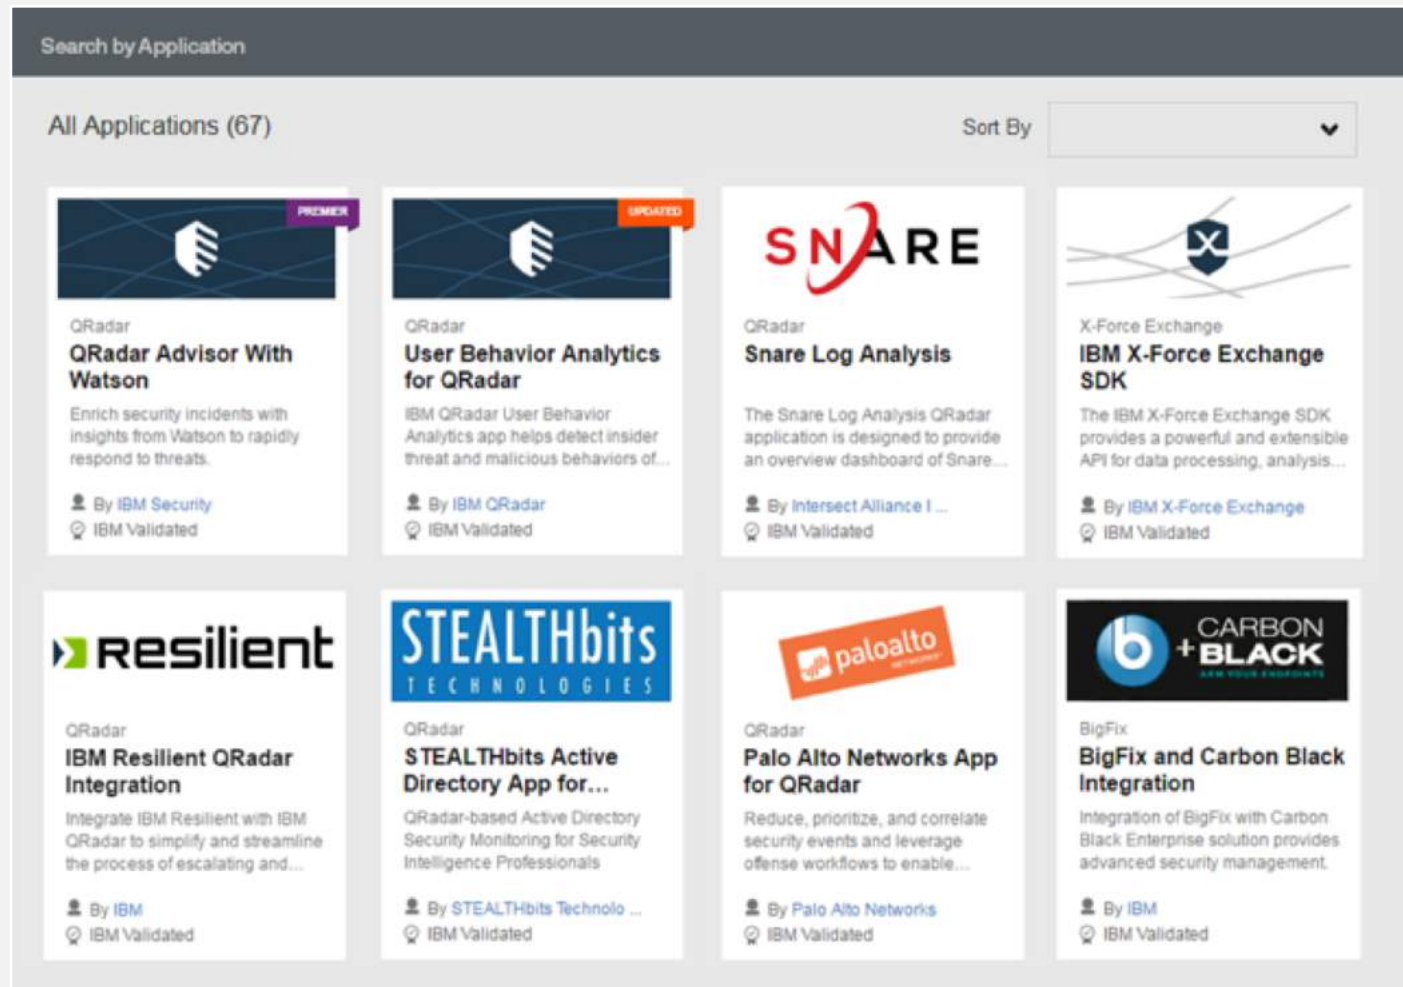 Search by Application
All Applications (67)
Sort By
PREMIER
QRadar
QRadar Advisor With
Watson
Enrich security incidents with
insights from Watson to rapidly
respond to threats.
By IBM Security
IBM Validated
UPDATED
QRadar
User Behavior Analytics
for QRadar
IBM QRadar User Behavior
Analytics app helps detect insider
threat and malicious behaviors of...
By IBM QRadar
IBM Validated
SNARE
QRadar
Snare Log Analysis
The Snare Log Analysis QRadar
application is designed to provide
an overview dashboard of Snare...
By Intersect Alliance I ...
IBM Validated
X
X-Force Exchange
IBM X-Force Exchange
SDK
The IBM X-Force Exchange SDK
provides a powerful and extensible
API for data processing, analysis...
By IBM X-Force Exchange
IBM Validated
Resilient
QRadar
IBM Resilient QRadar
Integration
Integrate IBM Resilient with IBM
QRadar to simplify and streamline
the process of escalating and...
By IBM
IBM Validated
STEALTHbits
TECHNOLOGIES
QRadar
STEALTHbits Active
Directory App for...
QRadar-based Active Directory
Security Monitoring for Security
Intelligence Professionals
By STEALTHbits Technolo ...
IBM Validated
paloalto
NETWORKS
QRadar
Palo Alto Networks App
for QRadar
Reduce, prioritize, and correlate
security events and leverage
offense workflows to enable...
By Palo Alto Networks
IBM Validated
b
+
CARBON
BLACK
ARM YOUR ENDPOINTS
BigFix
BigFix and Carbon Black
Integration
Integration of BigFix with Carbon
Black Enterprise solution provides
advanced security management.
By IBM
IBM Validated